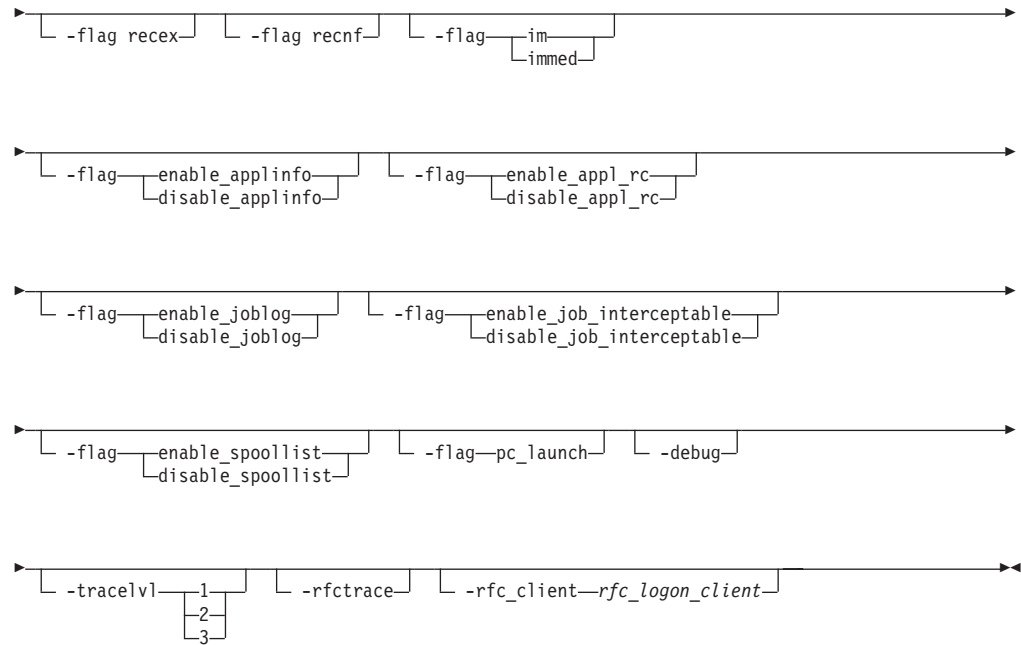 -flag recex -flag recnf -flag im
immed
-flag enable_applinfo -flag enable_appl_rc
disable_applinfo disable_appl_rc
-flag enable_joblog -flag enable_job_interceptable
disable_joblog disable_job_interceptable
-flag enable_spoollist -flag pc_launch -debug
disable_spoollist
-tracelvl 1 -rfctrace -rfc_client rfc_logon_client
2
3